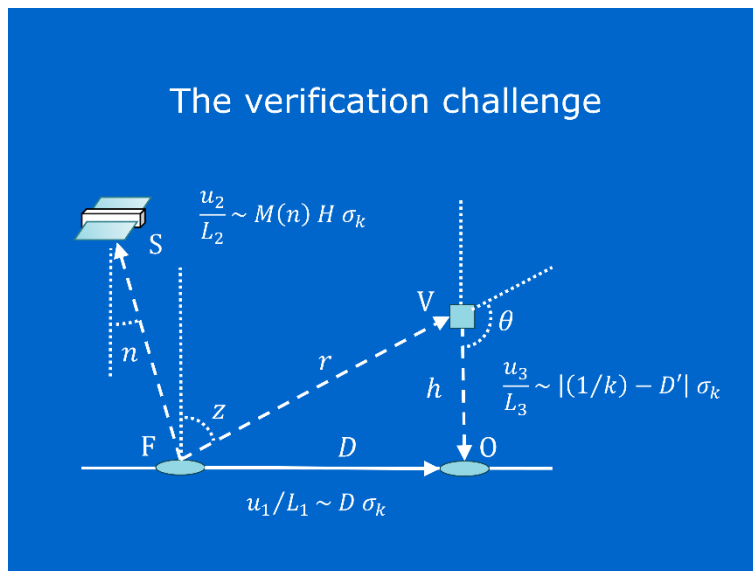 The verification challenge
u₂/L₂ ~ M(n) H σₖ
S
V
θ
n
r
h
u₃/L₃ ~ |(1/k) − D′| σₖ
z
F
D
O
u₁/L₁ ~ D σₖ